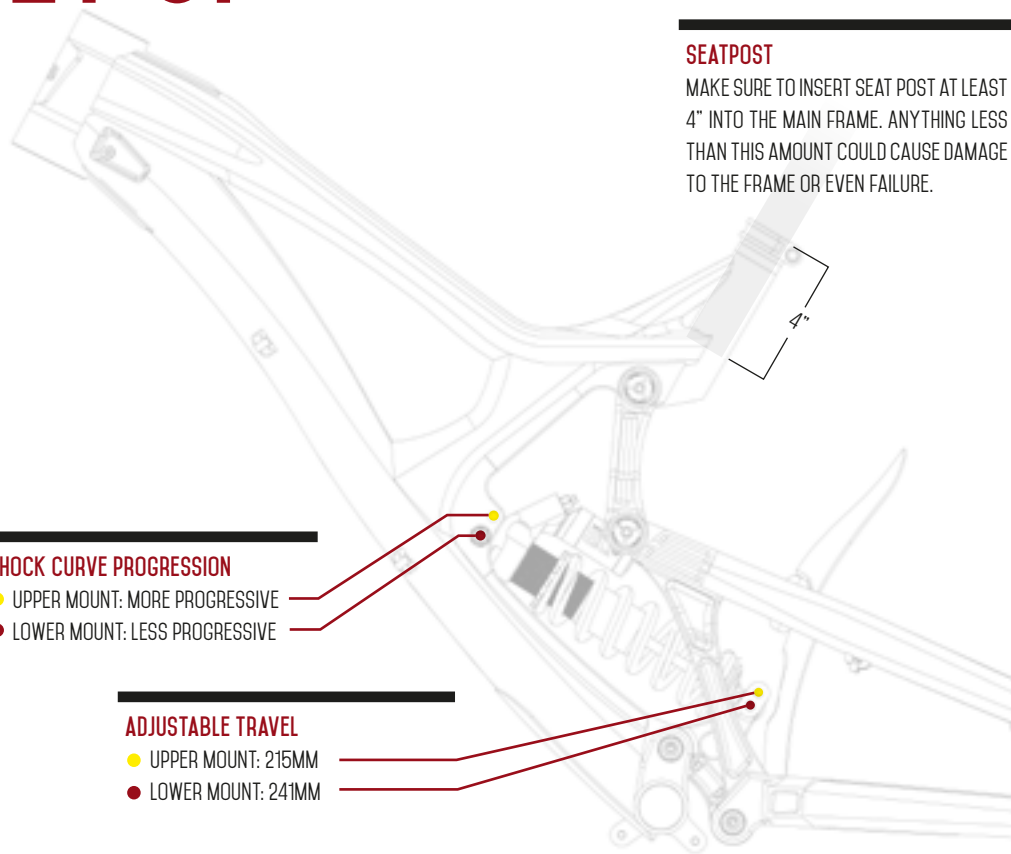 SEATPOST
MAKE SURE TO INSERT SEAT POST AT LEAST
4" INTO THE MAIN FRAME. ANYTHING LESS
THAN THIS AMOUNT COULD CAUSE DAMAGE
TO THE FRAME OR EVEN FAILURE.
4"
HOCK CURVE PROGRESSION
UPPER MOUNT: MORE PROGRESSIVE
LOWER MOUNT: LESS PROGRESSIVE
ADJUSTABLE TRAVEL
UPPER MOUNT: 215MM
LOWER MOUNT: 241MM